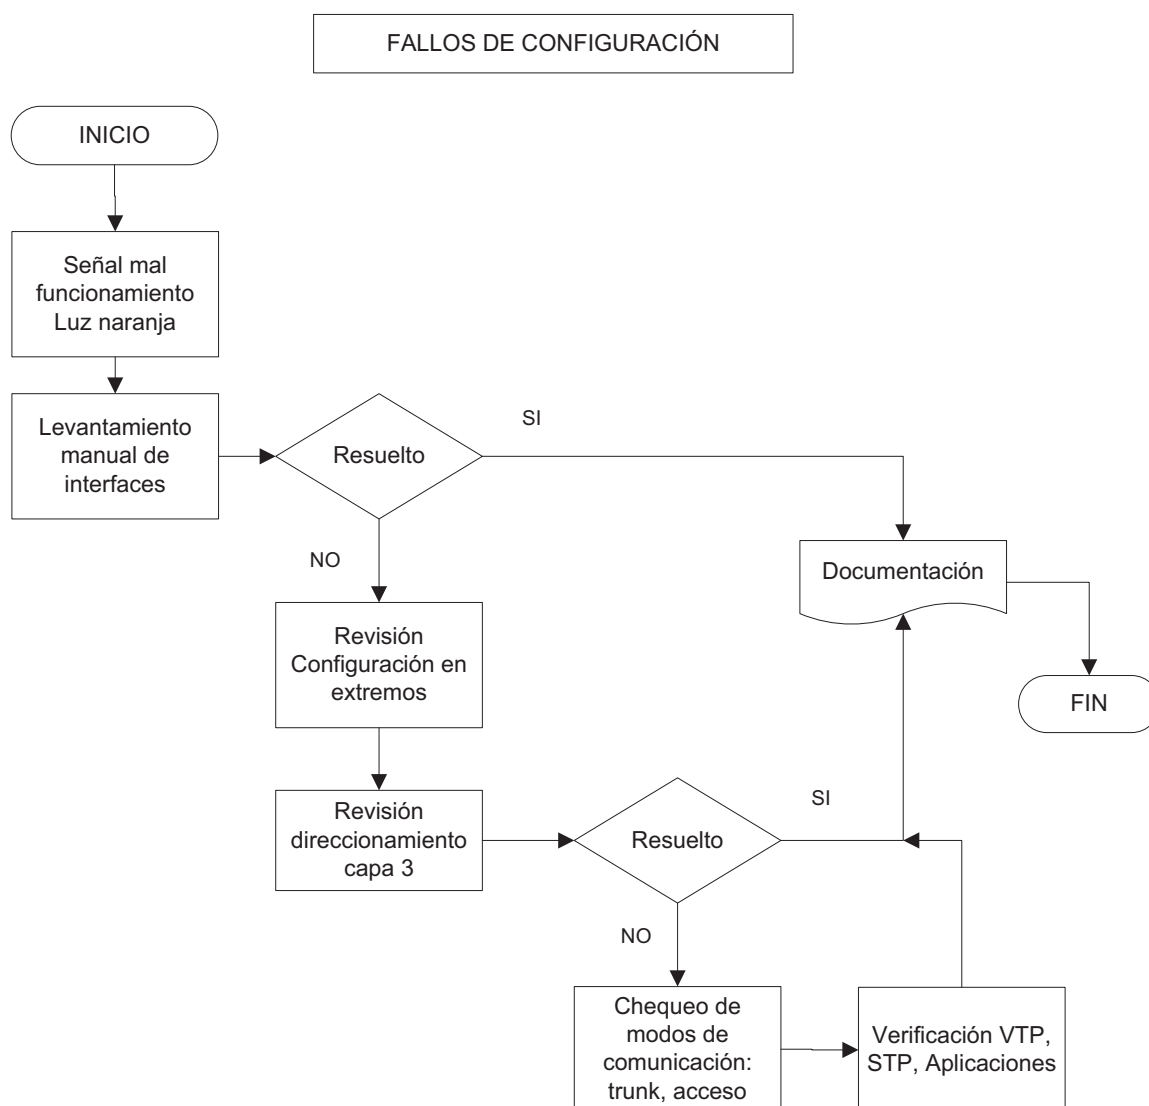 FALLOS DE CONFIGURACIÓN
INICIO
Señal mal
funcionamiento
Luz naranja
Levantamiento
manual de
interfaces
Resuelto
SI
NO
Documentación
FIN
Revisión
Configuración en
extremos
Revisión
direccionamiento
capa 3
Resuelto
SI
NO
Chequeo de
modos de
comunicación:
trunk, acceso
Verificación VTP,
STP, Aplicaciones